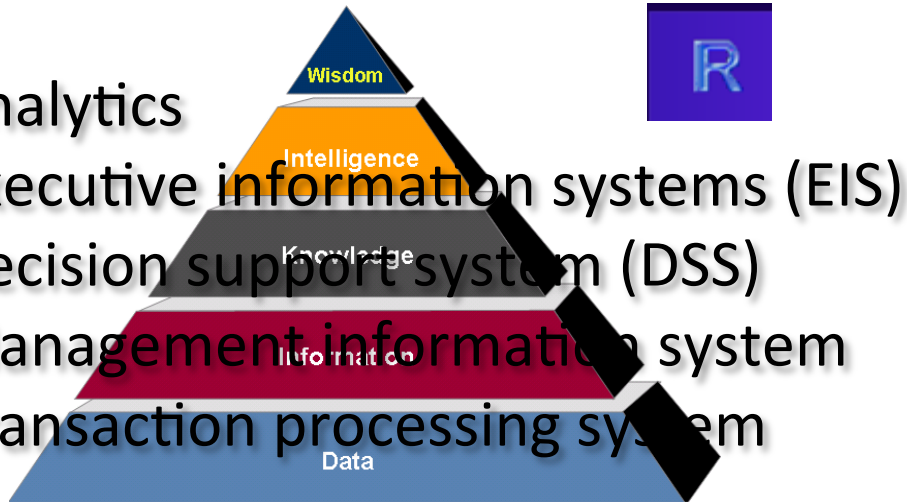 R
Wisdom
nalytics
Intelligence
xecutive information systems (EIS)
Knowledge
ecision support system (DSS)
Information
anagement information system
ansaction processing system
Data